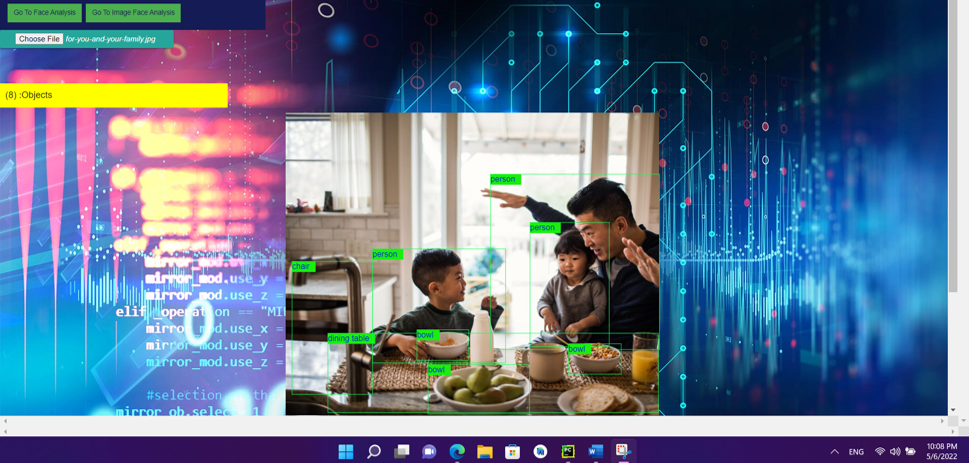 Go To Face Analysis
Go To Image Face Analysis
Choose File for-you-and-your-family.jpg
(8) :Objects
person
person
person
chair
dining table
bowl
bowl
bowl
mirror_mod.use_y
mirror_mod.use_z =
elif _operation == "MI
mirror_mod.use_x =
mirror_mod.use_y =
mirror_mod.use_z =
0
#selection
mirror_ob.select
PC
W
ENG
10:08 PM
5/6/2022